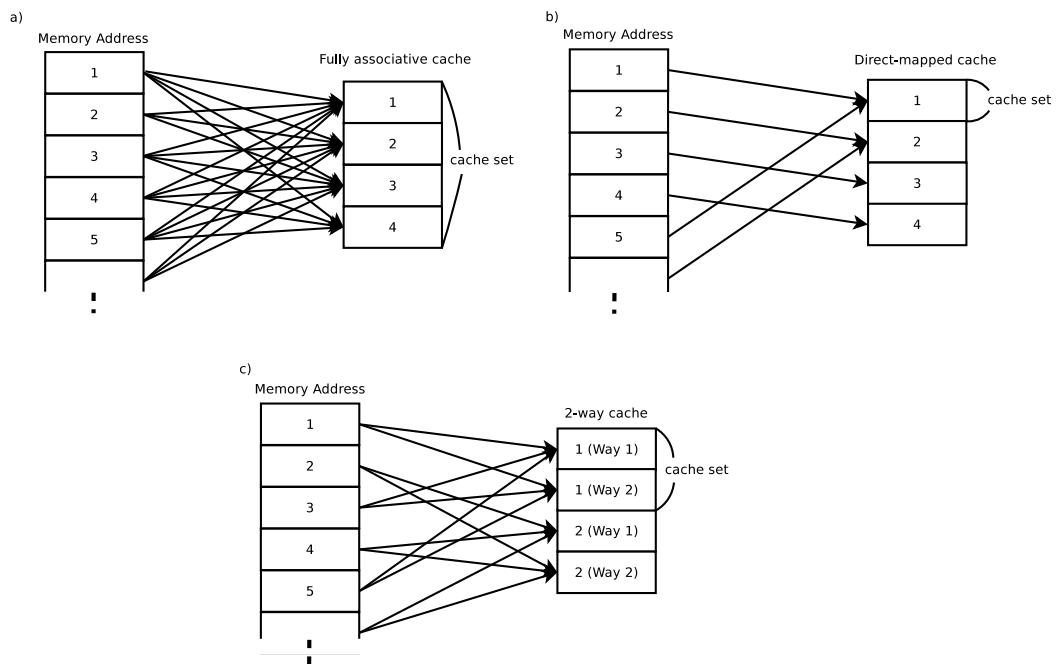 a)
Memory Address
1
2
3
4
5
Fully associative cache
1
2
3
4
cache set
b)
Memory Address
1
2
3
4
5
Direct-mapped cache
1
2
3
4
cache set
c)
Memory Address
1
2
3
4
5
2-way cache
1 (Way 1)
1 (Way 2)
2 (Way 1)
2 (Way 2)
cache set